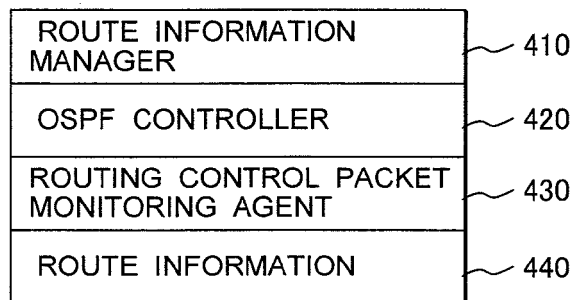 ROUTE INFORMATION
MANAGER
410
OSPF CONTROLLER
420
ROUTING CONTROL PACKET
MONITORING AGENT
430
ROUTE INFORMATION
440